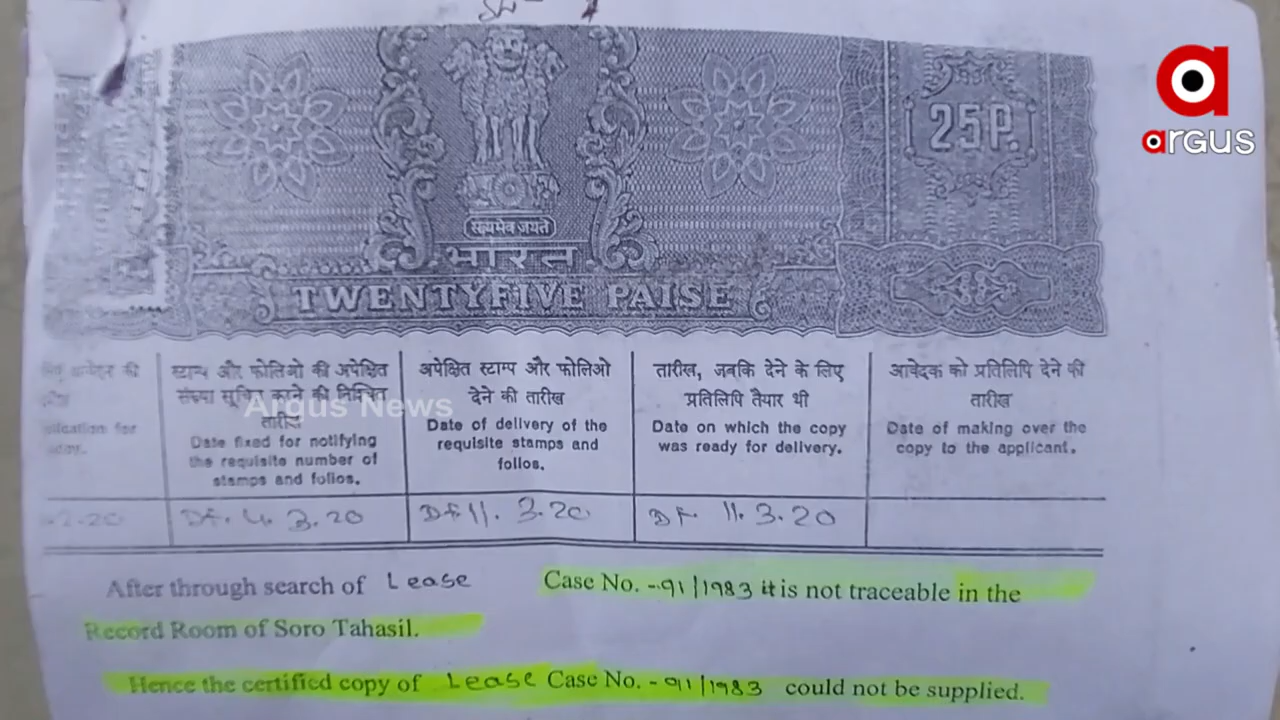 argus
25P.
सत्यमेव जयते
भारत
TWENTYFIVE PAISE
स्टाम्प और फोलिओ की अपेक्षित
संख्या सूचित करने की निश्चित
तारीख
Date fixed for notifying
the requisite number of
stamps and folios.
अपेक्षित स्टाम्प और फोलिओ
देने की तारीख
Date of delivery of the
requisite stamps and
folios.
तारीख, जबकि देने के लिए
प्रतिलिपि तैयार थी
Date on which the copy
was ready for delivery.
आवेदक को प्रतिलिपि देने की
तारीख
Date of making over the
copy to the applicant.
Argus News
.2.20
DT. 4. 3.20
DT 11. 3.20
DT. 11.3.20
After through search of Lease Case No. -91/1983 it is not traceable in the
Record Room of Soro Tahasil.
Hence the certified copy of Lease Case No. -91/1983 could not be supplied.